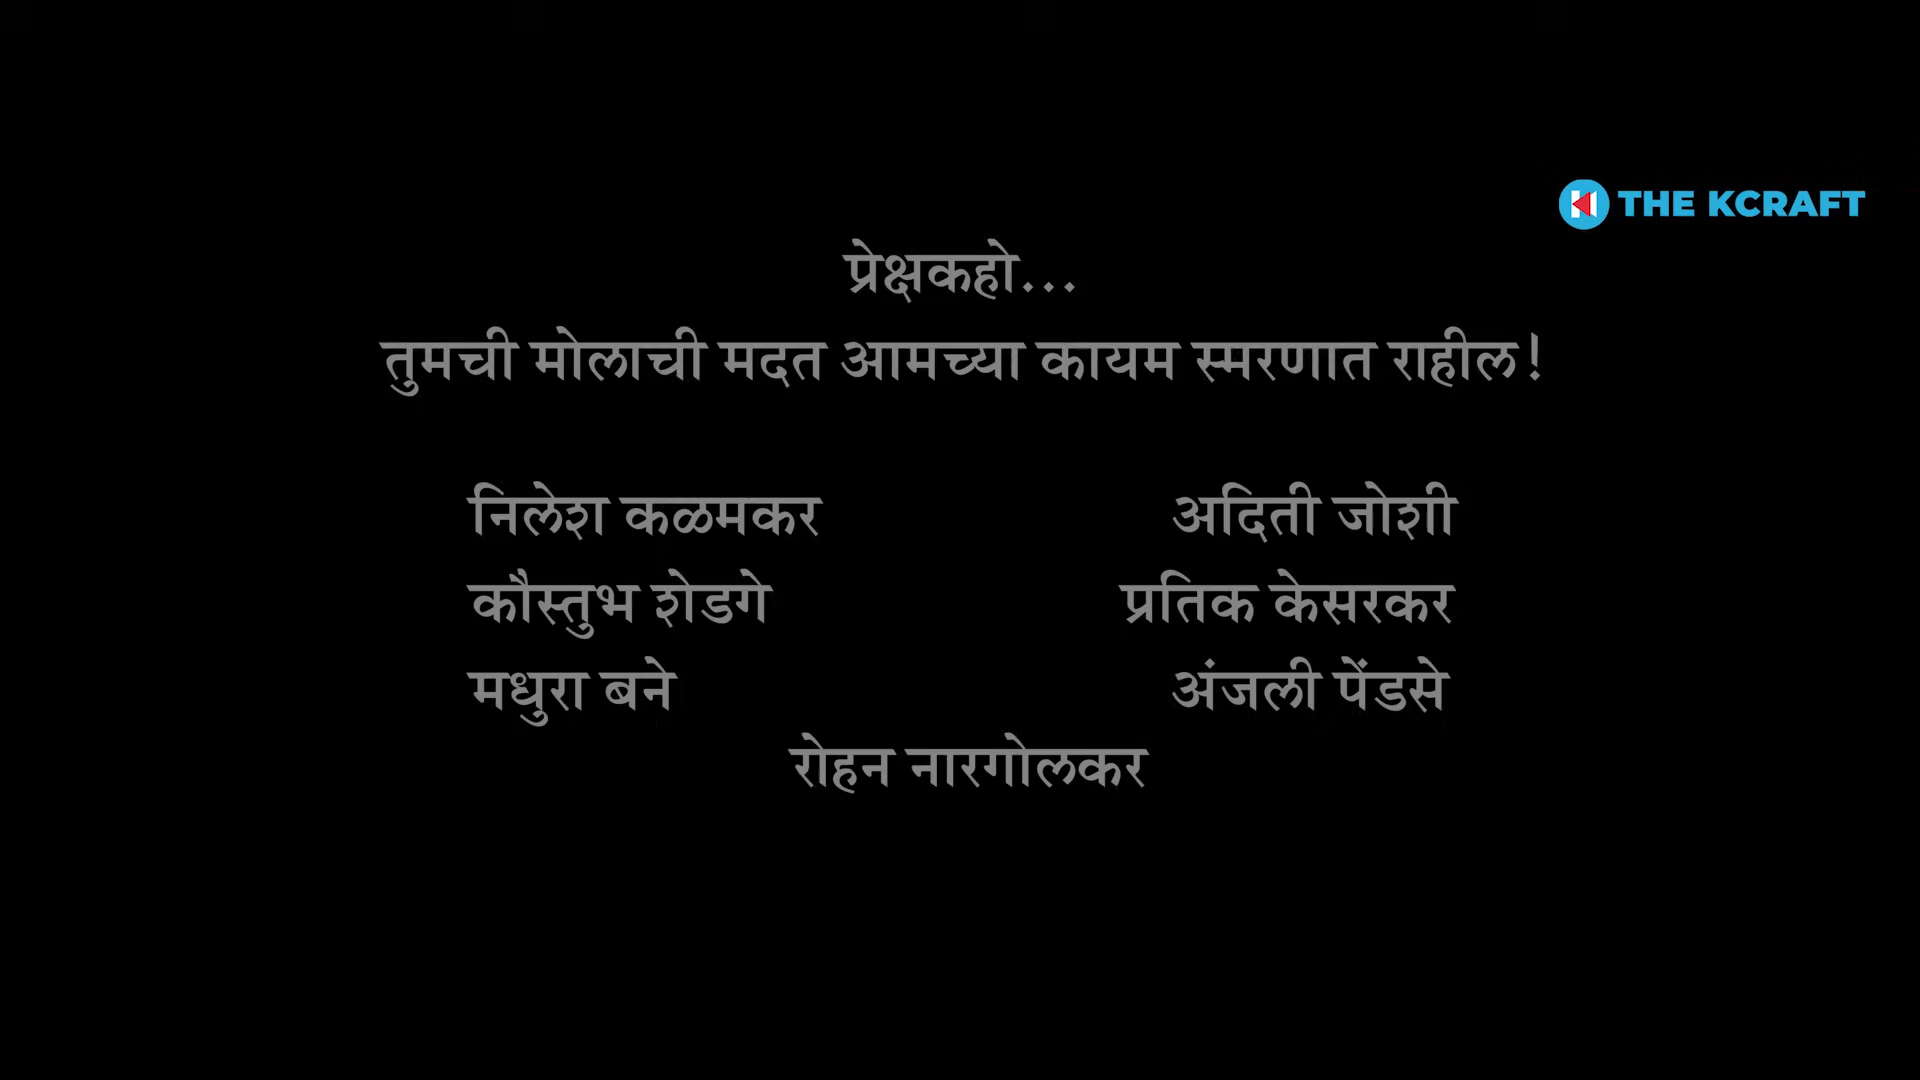 THE KCRAFT
प्रेक्षकहो...
तुमची मोलाची मदत आमच्या कायम स्मरणात राहील!
निलेश कळमकर अदिती जोशी
कौस्तुभ शेडगे प्रतिक केसरकर
मधुरा बने अंजली पेंडसे
रोहन नारगोलकर